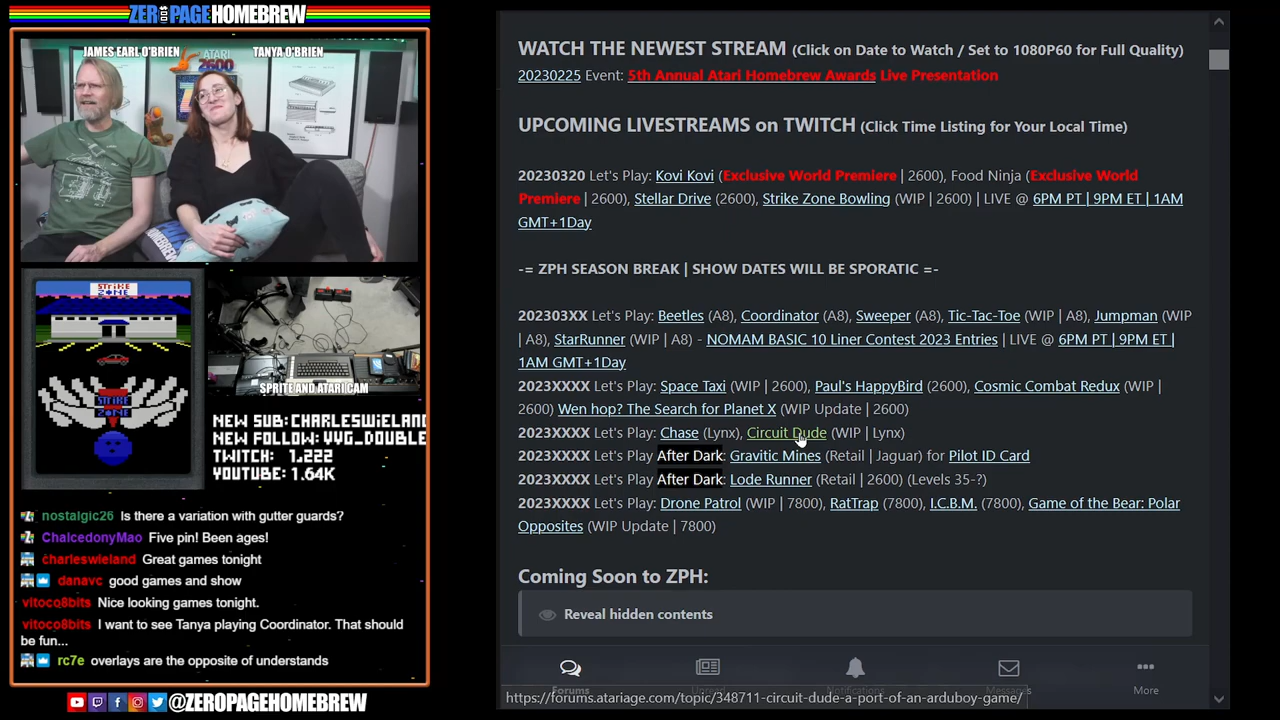 ZEROPAGE HOMEBREW
JAMES EARL O'BRIEN
TANYA O'BRIEN
ATARI
2600
STRIKE
ZONE
STRIKE
ZONE
SPRITE AND ATARI CAM
NEW SUB: CHARLESWIELAND
NEW FOLLOW: VVG_DOUBLE
TWITCH: 1.222
YOUTUBE: 1.64K
nostalgic26 Is there a variation with gutter guards?
ChalcedonyMao Five pin! Been ages!
charleswieland Great games tonight
danavc good games and show
vitoco8bits Nice looking games tonight.
vitoco8bits I want to see Tanya playing Coordinator. That should
be fun...
rc7e overlays are the opposite of understands
@ZEROPAGEHOMEBREW
WATCH THE NEWEST STREAM (Click on Date to Watch / Set to 1080P60 for Full Quality)
20230225 Event: 5th Annual Atari Homebrew Awards Live Presentation
UPCOMING LIVESTREAMS on TWITCH (Click Time Listing for Your Local Time)
20230320 Let's Play: Kovi Kovi (Exclusive World Premiere | 2600), Food Ninja (Exclusive World
Premiere | 2600), Stellar Drive (2600), Strike Zone Bowling (WIP | 2600) | LIVE @ 6PM PT | 9PM ET | 1AM
GMT+1Day
-= ZPH SEASON BREAK | SHOW DATES WILL BE SPORATIC =-
202303XX Let's Play: Beetles (A8), Coordinator (A8), Sweeper (A8), Tic-Tac-Toe (WIP | A8), Jumpman (WIP
| A8), StarRunner (WIP | A8) - NOMAM BASIC 10 Liner Contest 2023 Entries | LIVE @ 6PM PT | 9PM ET |
1AM GMT+1Day
2023XXXX Let's Play: Space Taxi (WIP | 2600), Paul's HappyBird (2600), Cosmic Combat Redux (WIP |
2600) Wen hop? The Search for Planet X (WIP Update | 2600)
2023XXXX Let's Play: Chase (Lynx), Circuit Dude (WIP | Lynx)
2023XXXX Let's Play After Dark: Gravitic Mines (Retail | Jaguar) for Pilot ID Card
2023XXXX Let's Play After Dark: Lode Runner (Retail | 2600) (Levels 35-?)
2023XXXX Let's Play: Drone Patrol (WIP | 7800), RatTrap (7800), I.C.B.M. (7800), Game of the Bear: Polar
Opposites (WIP Update | 7800)
Coming Soon to ZPH:
Reveal hidden contents
Forums
Unread
Notifications
Messages
More
https://forums.atariage.com/topic/348711-circuit-dude-a-port-of-an-arduboy-game/